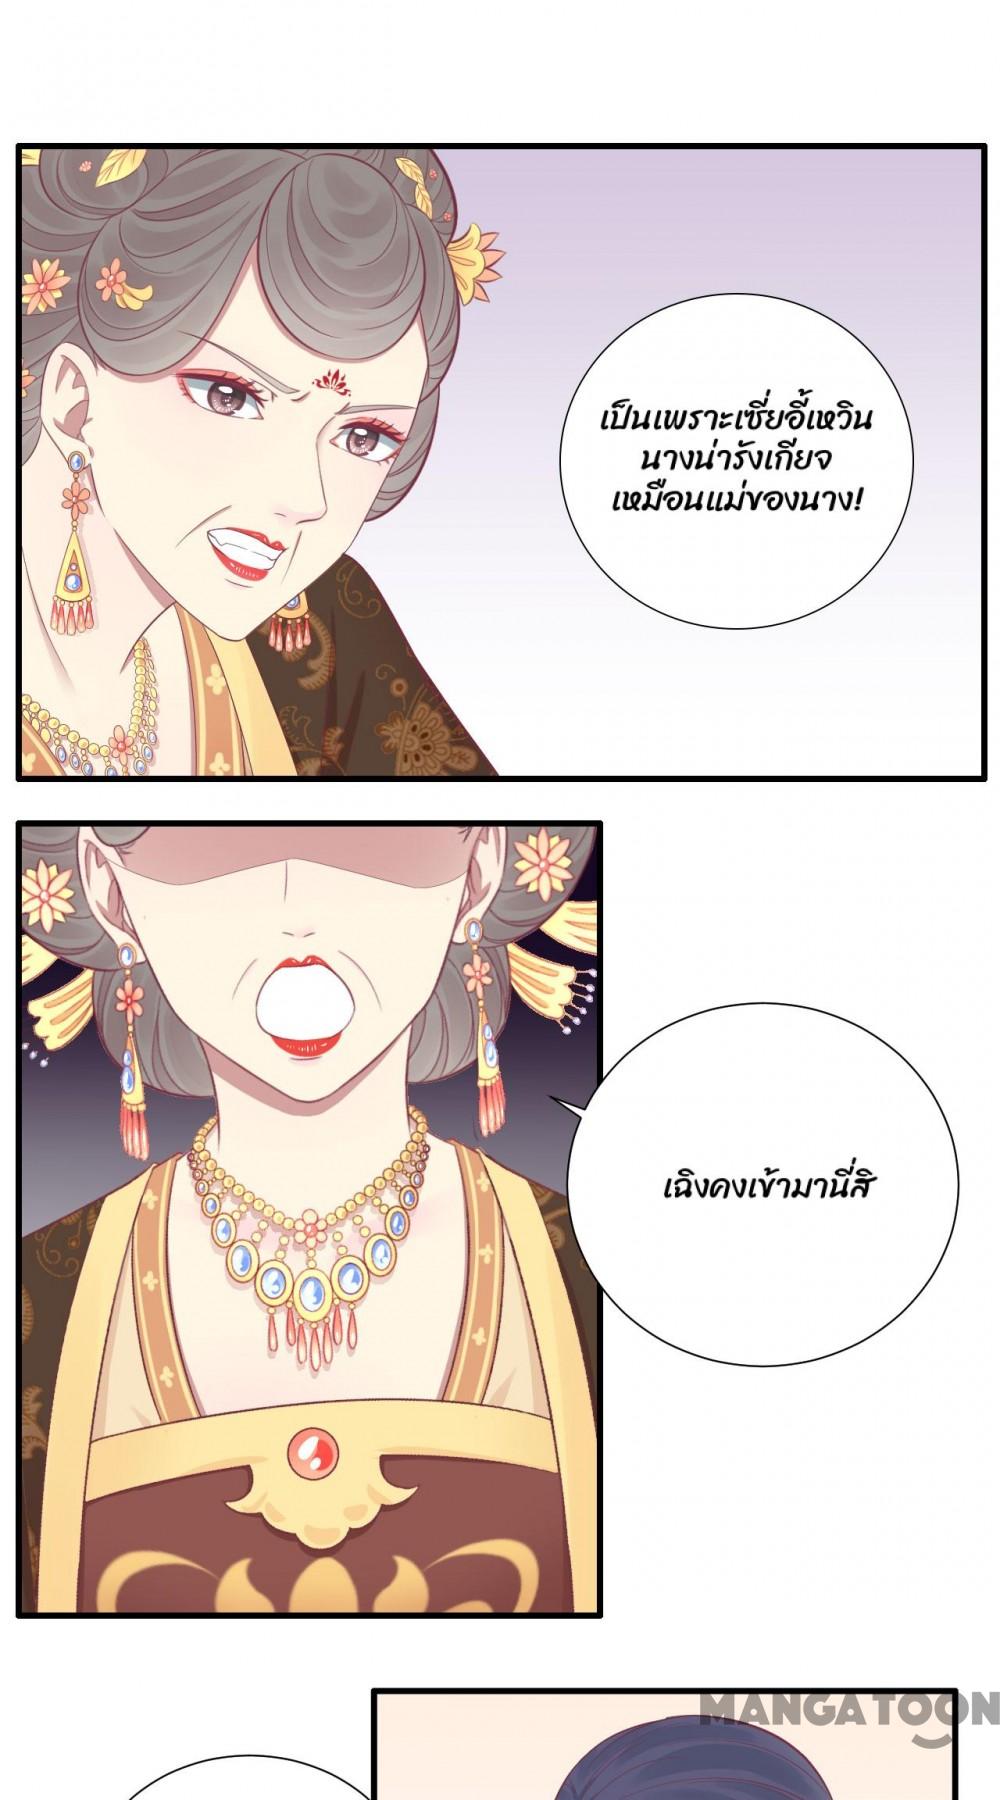 เป็นเพราะเซี่ยอี้เหวิน
นางน่ารังเกียจ
เหมือนแม่ของนาง!
เฉิงคงเข้ามานี่สิ
MANGATOON